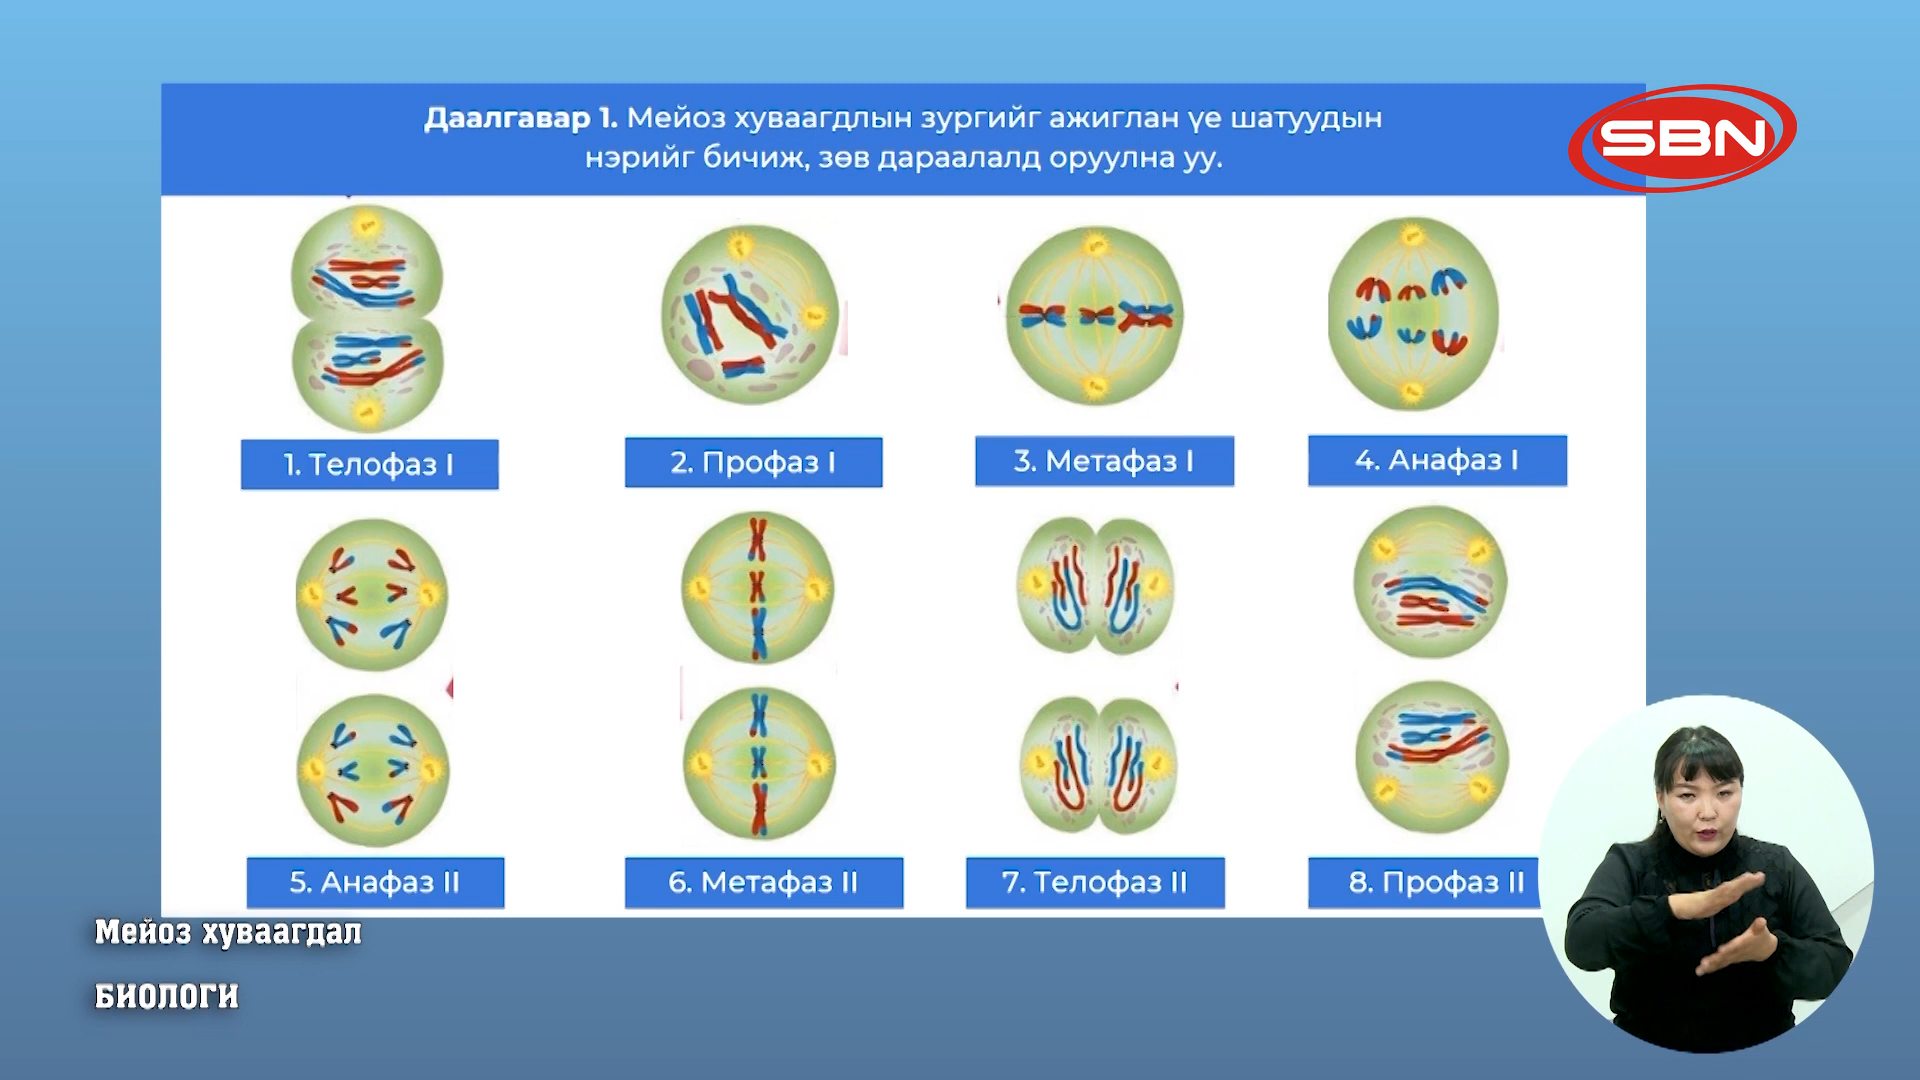 Даалгавар 1. Мейоз хуваагдлын зургийг ажиглан үе шатуудын
нэрийг бичиж, зөв дараалалд оруулна уу.
SBN
1. Телофаз I
2. Профаз I
3. Метафаз I
4. Анафаз I
5. Анафаз II
6. Метафаз II
7. Телофаз II
8. Профаз II
Мейоз хуваагдал
БИОЛОГИ